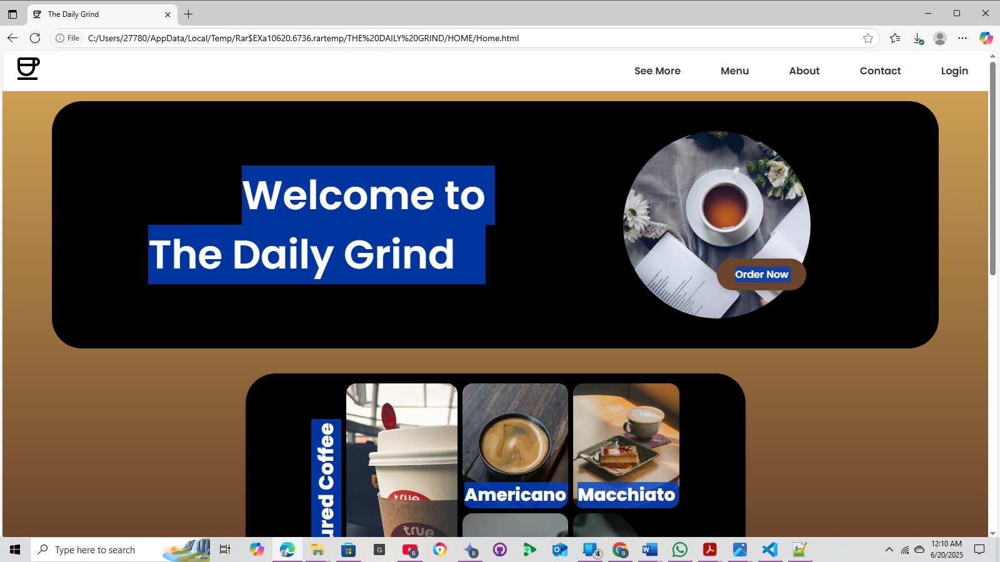 The Daily Grind
File
C:/Users/27780/AppData/Local/Temp/Rar$EXa10620.6736.rartemp/THE%20DAILY%20GRIND/HOME/Home.html
See More
Menu
About
Contact
Login
Welcome to
The Daily Grind
Order Now
ured Coffee
true
true
Americano
Macchiato
Type here to search
G
B
B
4
B
12:10 AM
6/20/2025